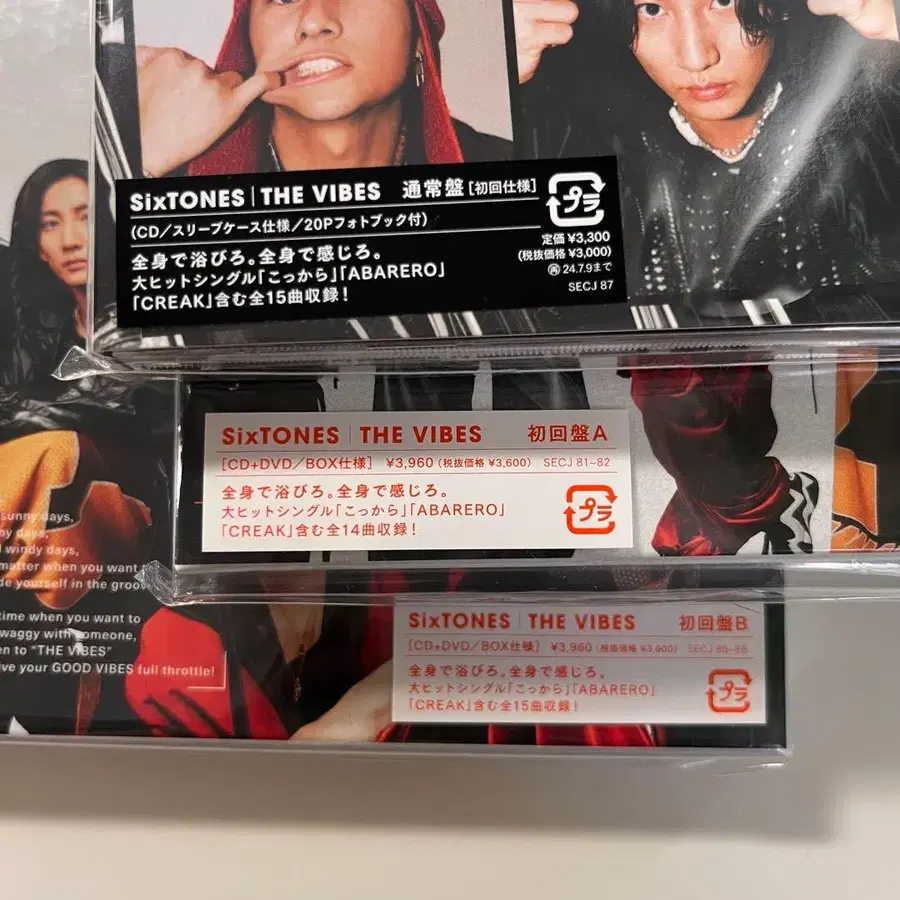 SixTONES | THE VIBES 通常盤 [初回仕様]
(CD/スリーブケース仕様/20Pフォトブック付)
プラ
定価 ¥3,300
(税抜価格 ¥3,000)
全身で浴びろ。全身で感じろ。
大ヒットシングル「こっから」「ABARERO」
「CREAK」含む全15曲収録!
再 24.7.9まで
SECJ 87
SixTONES | THE VIBES 初回盤A
[CD+DVD/BOX仕様] ¥3,960 (税抜価格 ¥3,600) SECJ 81~82
全身で浴びろ。全身で感じろ。
大ヒットシングル「こっから」「ABARERO」
「CREAK」含む全14曲収録!
プラ
sunny days,
ny days,
windy days,
matter when you want
de yourself in the groov
time when you want to
waggy with someone,
en to "THE VIBES"
ive your GOOD VIBES full throttle!
SixTONES | THE VIBES 初回盤B
[CD+DVD/BOX仕様] ¥3,960 (税抜価格 ¥3,600)
全身で浴びろ。全身で感じろ。
大ヒットシングル「こっから」「ABARERO」
「CREAK」含む全15曲収録!
プラ